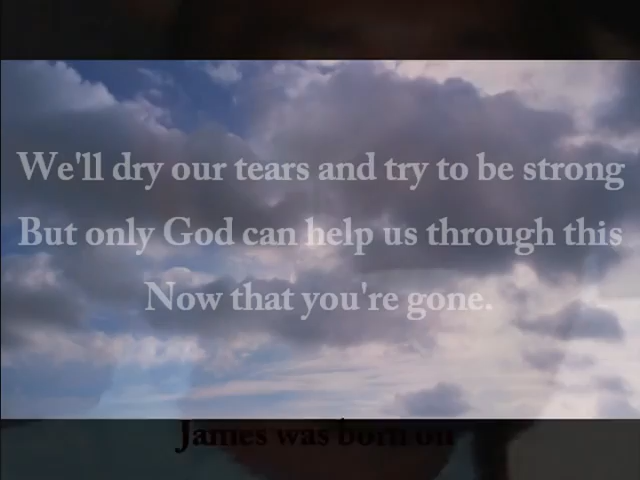 We'll dry our tears and try to be strong
But only God can help us through this
Now that you're gone.
James was born on